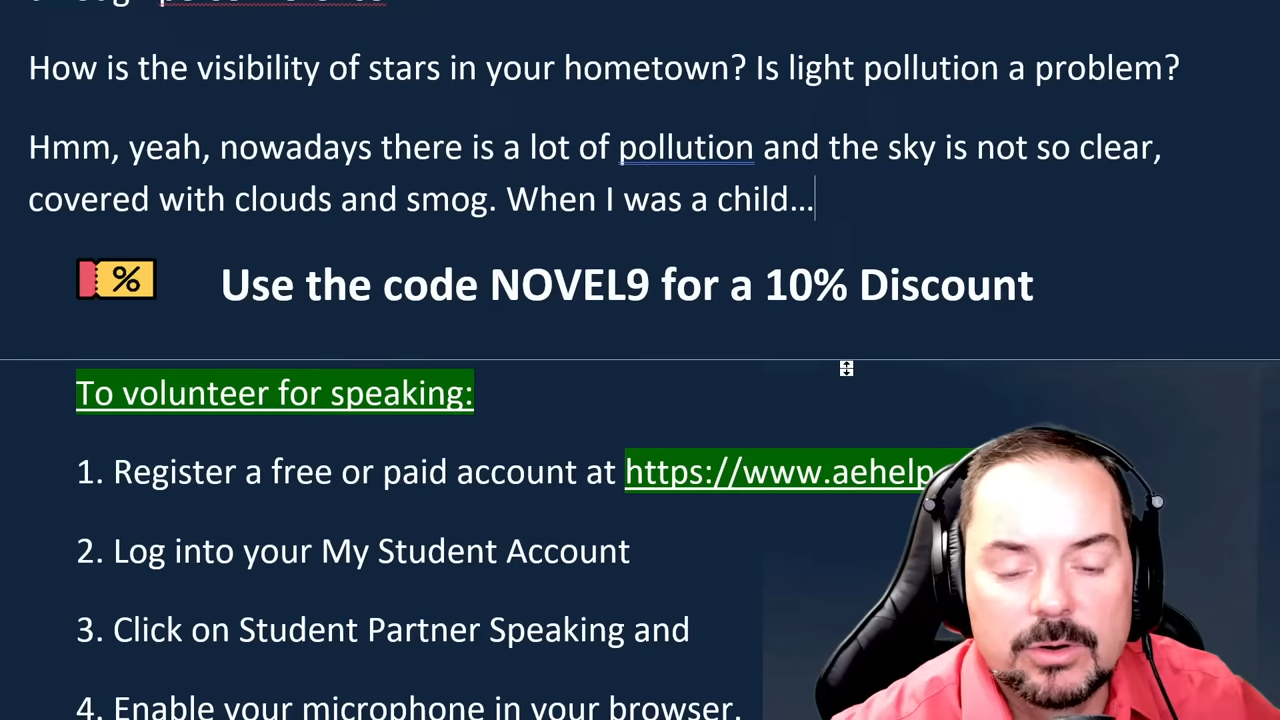 How is the visibility of stars in your hometown? Is light pollution a problem?
Hmm, yeah, nowadays there is a lot of pollution and the sky is not so clear,
covered with clouds and smog. When I was a child...
% Use the code NOVEL9 for a 10% Discount
To volunteer for speaking:
1. Register a free or paid account at https://www.aehelp
2. Log into your My Student Account
3. Click on Student Partner Speaking and
4. Enable your microphone in your browser.